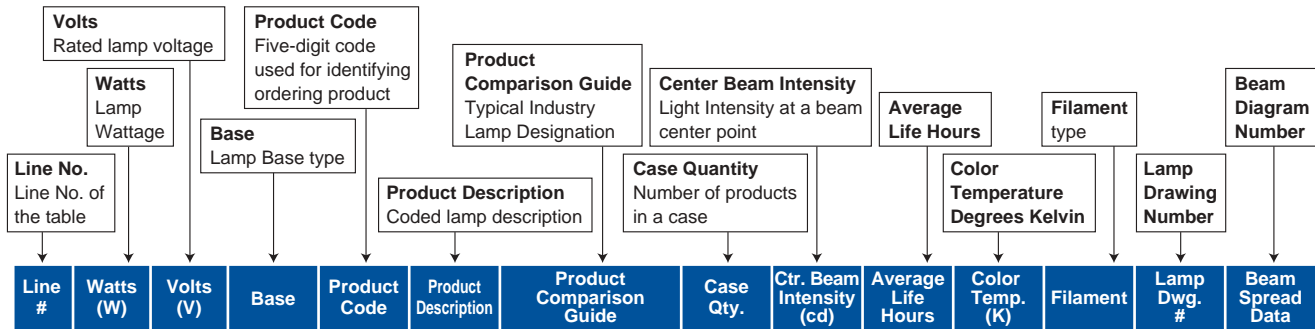 Volts
Rated lamp voltage
Product Code
Five-digit code
used for identifying
ordering product
Product
Comparison Guide
Typical Industry
Lamp Designation
Center Beam Intensity
Light Intensity at a beam
center point
Beam
Diagram
Number
Watts
Lamp
Wattage
Average
Life Hours
Filament
type
Base
Lamp Base type
Line No.
Line No. of
the table
Product Description
Coded lamp description
Case Quantity
Number of products
in a case
Color
Temperature
Degrees Kelvin
Lamp
Drawing
Number
Line
#
Watts
(W)
Volts
(V)
Base
Product
Code
Product
Description
Product
Comparison
Guide
Case
Qty.
Ctr. Beam
Intensity
(cd)
Average
Life
Hours
Color
Temp.
(K)
Filament
Lamp
Dwg.
#
Beam
Spread
Data